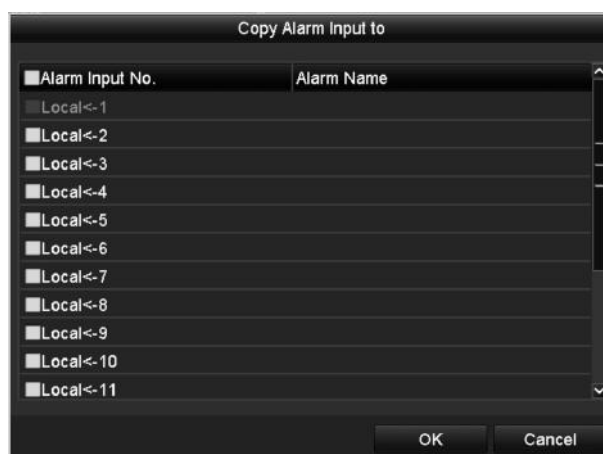 Copy Alarm Input to
Alarm Input No. Alarm Name
Local<-1
Local<-2
Local<-3
Local<-4
Local<-5
Local<-6
Local<-7
Local<-8
Local<-9
Local<-10
Local<-11
OK Cancel